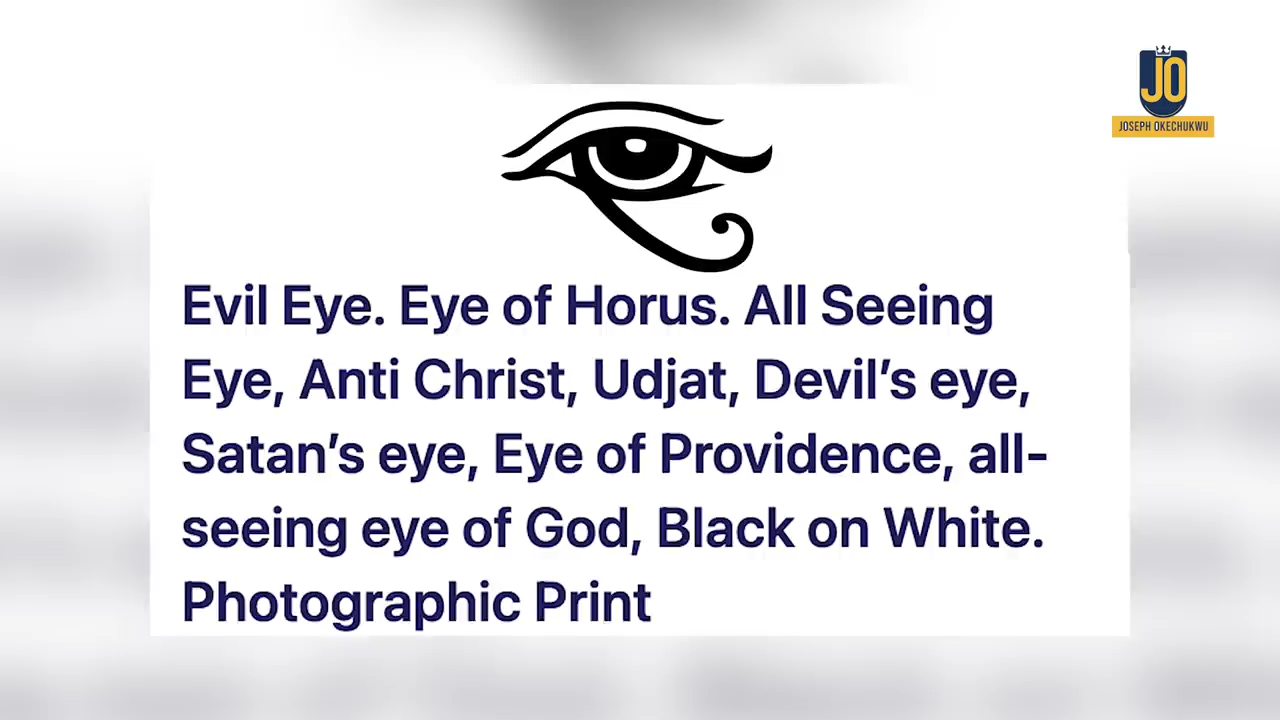 JO
JOSEPH OKECHUKWU
Evil Eye. Eye of Horus. All Seeing
Eye, Anti Christ, Udjat, Devil’s eye,
Satan’s eye, Eye of Providence, all-
seeing eye of God, Black on White.
Photographic Print